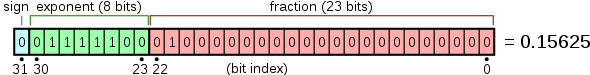 sign exponent (8 bits) fraction (23 bits)
0 0 1 1 1 1 1 0 0 0 1 0 0 0 0 0 0 0 0 0 0 0 0 0 0 0 0 0 0 0 0 0 = 0.15625
31 30 23 22 (bit index) 0